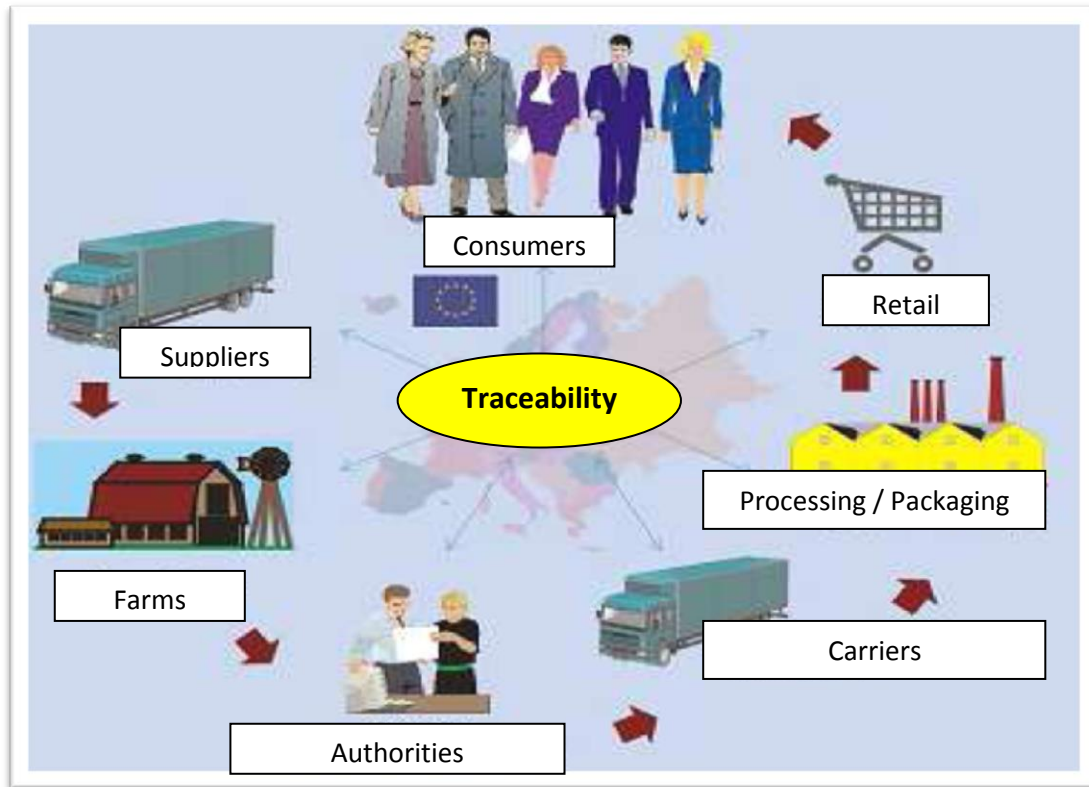 Consumers
Retail
Suppliers
Traceability
Processing / Packaging
Farms
Carriers
Authorities